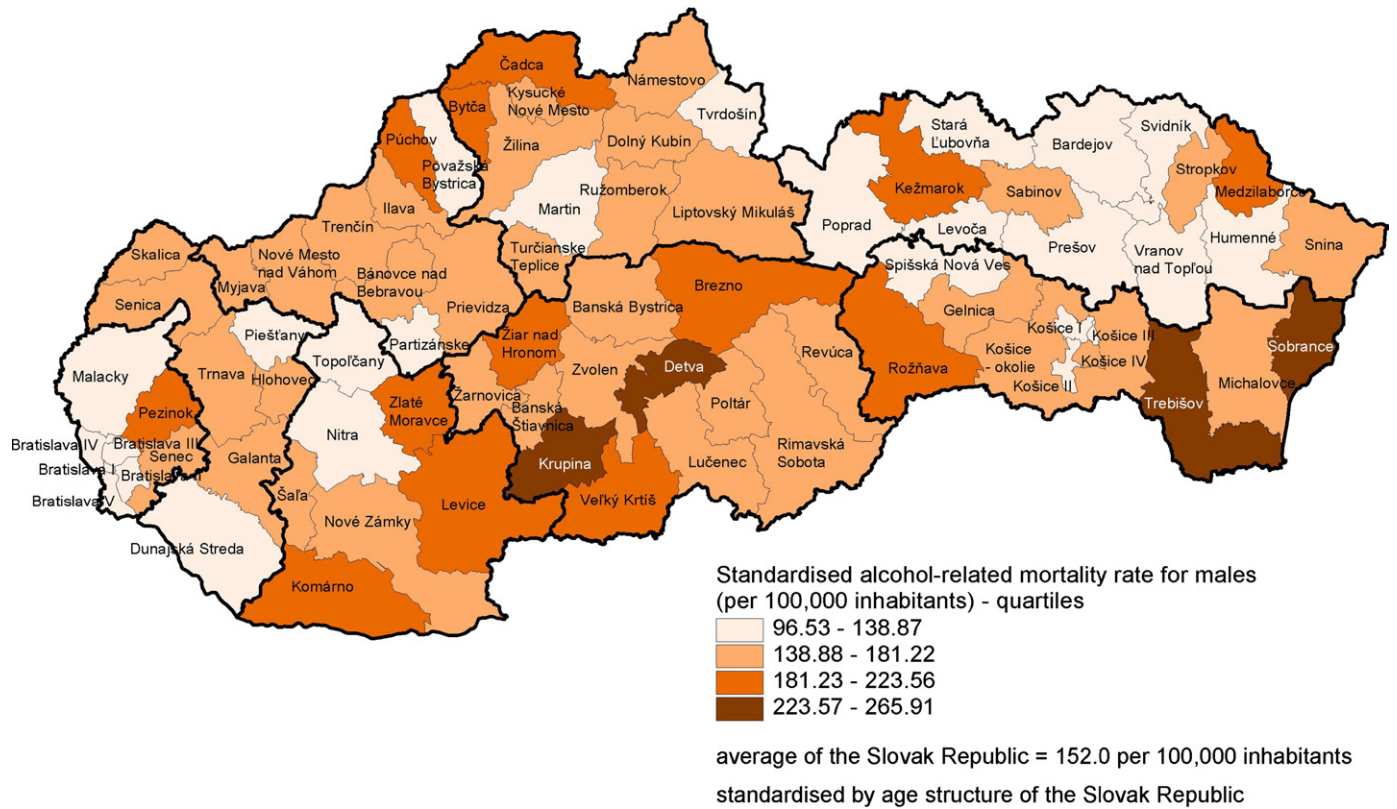 Čadca
Námestovo
Bytča
Kysucké
Nové Mesto
Tvrdošín
Púchov
Považská
Bystrica
Žilina
Dolný Kubín
Stará
Ľubovňa
Bardejov
Svidník
Stropkov
Medzilaborce
Ilava
Martin
Ružomberok
Liptovský Mikuláš
Kežmarok
Sabinov
Poprad
Levoča
Prešov
Vranov
nad Topľou
Humenné
Snina
Trenčín
Skalica
Nové Mesto
nad Váhom
Myjava
Bánovce nad
Bebravou
Prievidza
Turčianske
Teplice
Banská Bystrica
Brezno
Spišská Nová Ves
Gelnica
Senica
Piešťany
Topoľčany
Partizánske
Žiar nad
Hronom
Košice I
Košice III
Košice
- okolie
Košice IV
Košice II
Sobrance
Michalovce
Trebišov
Malacky
Trnava
Hlohovec
Žarnovica
Zvolen
Detva
Revúca
Rožňava
Pezinok
Zlaté
Moravce
Banská
Štiavnica
Poltár
Nitra
Bratislava IV
Bratislava III
Senec
Galanta
Bratislava I
Bratislava II
Bratislava V
Krupina
Lučenec
Rimavská
Sobota
Šaľa
Nové Zámky
Levice
Veľký Krtíš
Dunajská Streda
Komárno
Standardised alcohol-related mortality rate for males
(per 100,000 inhabitants) - quartiles
96.53 - 138.87
138.88 - 181.22
181.23 - 223.56
223.57 - 265.91
average of the Slovak Republic = 152.0 per 100,000 inhabitants
standardised by age structure of the Slovak Republic